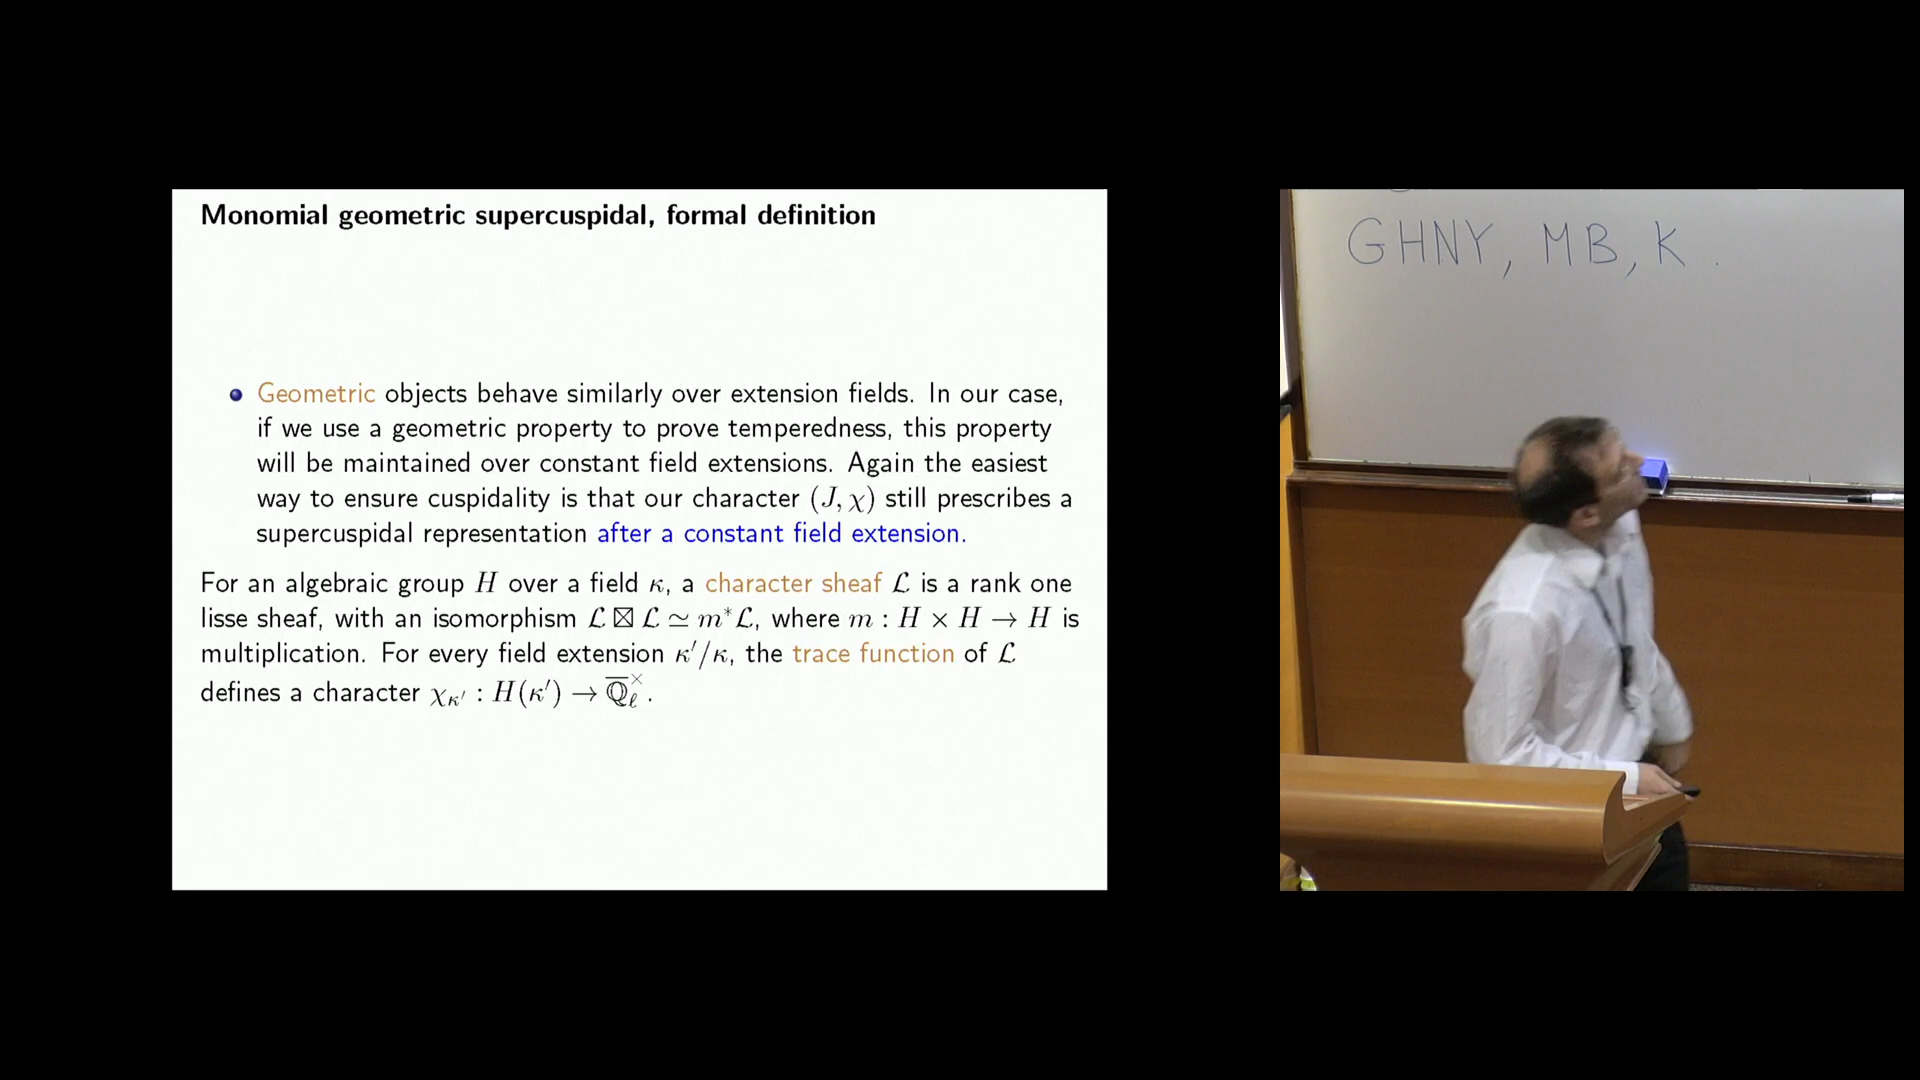 Monomial geometric supercuspidal, formal definition
Geometric objects behave similarly over extension fields. In our case,
if we use a geometric property to prove temperedness, this property
will be maintained over constant field extensions. Again the easiest
way to ensure cuspidality is that our character (J, χ) still prescribes a
supercuspidal representation after a constant field extension.
For an algebraic group H over a field κ, a character sheaf ℒ is a rank one
lisse sheaf, with an isomorphism ℒ ⊠ ℒ ≃ m*ℒ, where m : H × H → H is
multiplication. For every field extension κ′/κ, the trace function of ℒ
defines a character χ_κ′ : H(κ′) → Q̅_ℓ^×.
GHNY, MB, K.